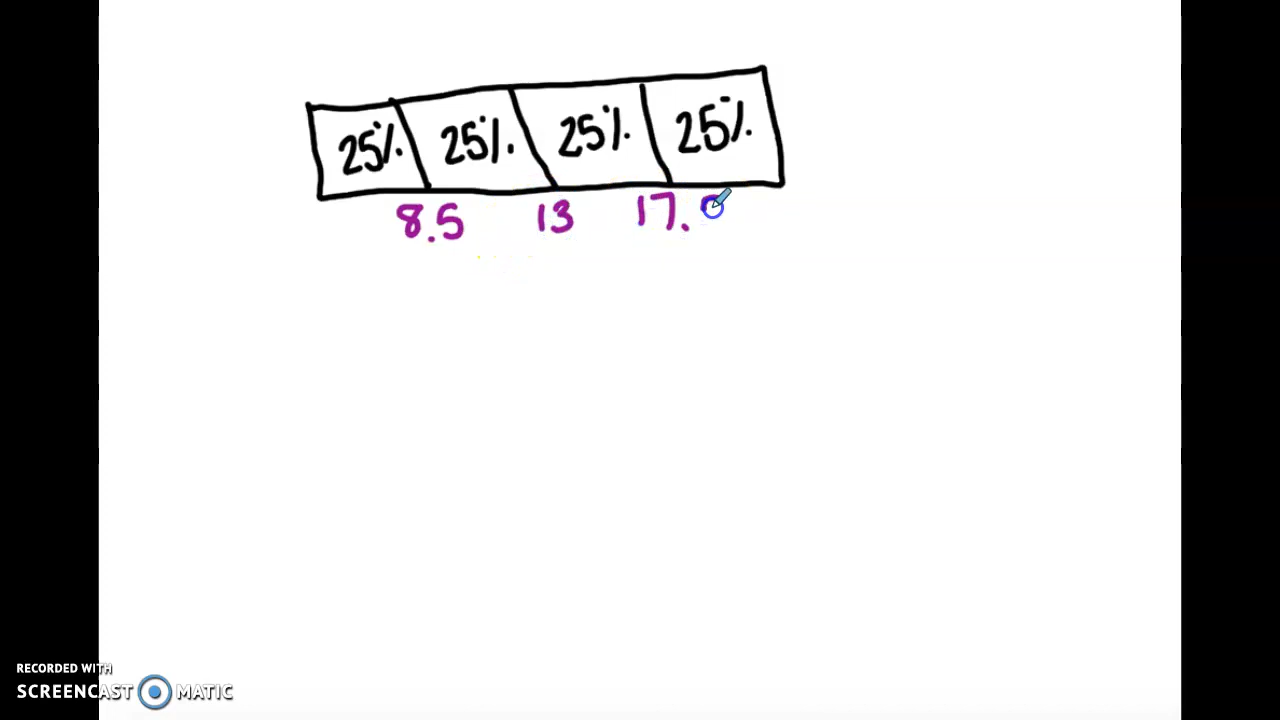 25% 25% 25% 25%
8.5 13 17.
RECORDED WITH
SCREENCAST MATIC